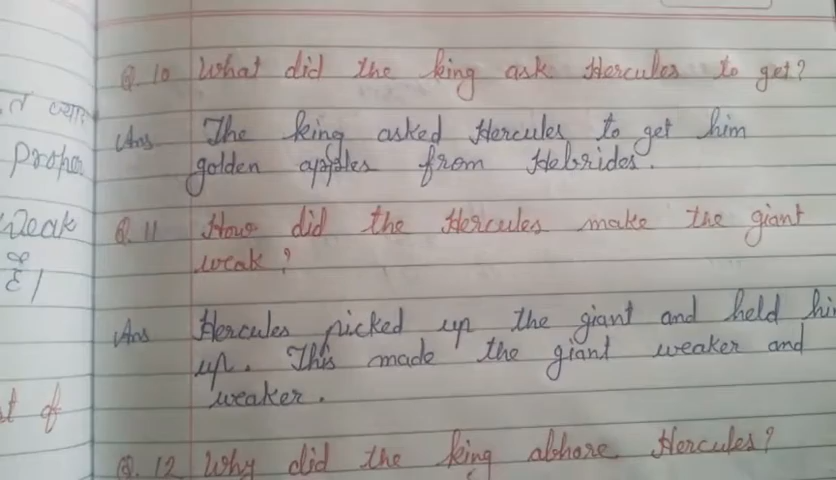 त
Prope
Weak
है।
t of
Q.10 What did the king ask Hercules to get?
Ans The king asked Hercules to get him
golden apples from Hebrides.
Q.11 How did the Hercules make the giant
weak?
Ans Hercules picked up the giant and held hi
up. This made the giant weaker and
weaker.
Q.12 Why did the king abhore Hercules?